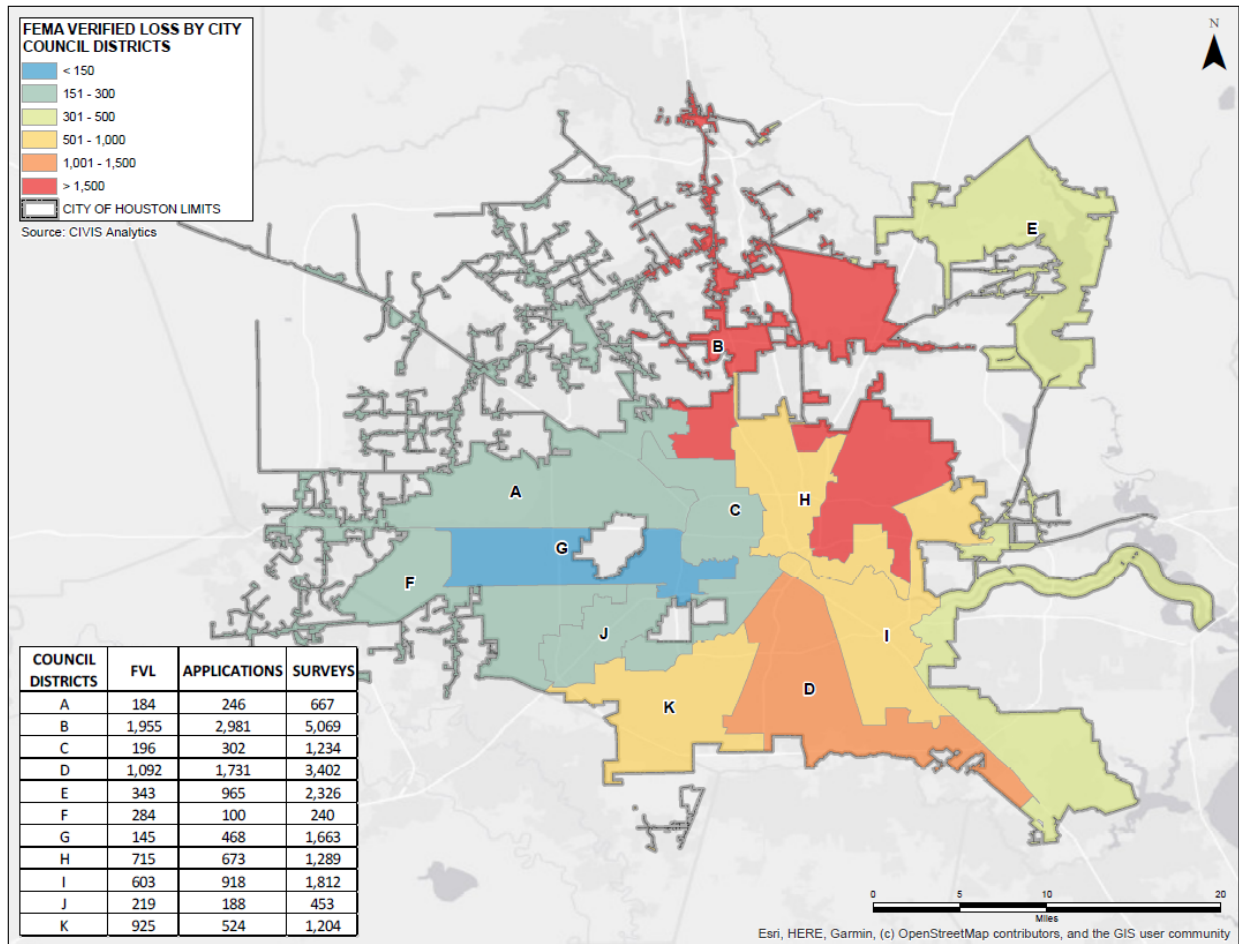 FEMA VERIFIED LOSS BY CITY
COUNCIL DISTRICTS
< 150
151 - 300
301 - 500
501 - 1,000
1,001 - 1,500
> 1,500
CITY OF HOUSTON LIMITS
Source: CIVIS Analytics
N
E
B
A
C
H
G
F
J
I
K
D
COUNCIL DISTRICTS FVL APPLICATIONS SURVEYS
A 184 246 667
B 1,955 2,981 5,069
C 196 302 1,234
D 1,092 1,731 3,402
E 343 965 2,326
F 284 100 240
G 145 468 1,663
H 715 673 1,289
I 603 918 1,812
J 219 188 453
K 925 524 1,204
0 5 10 20
Miles
Esri, HERE, Garmin, (c) OpenStreetMap contributors, and the GIS user community